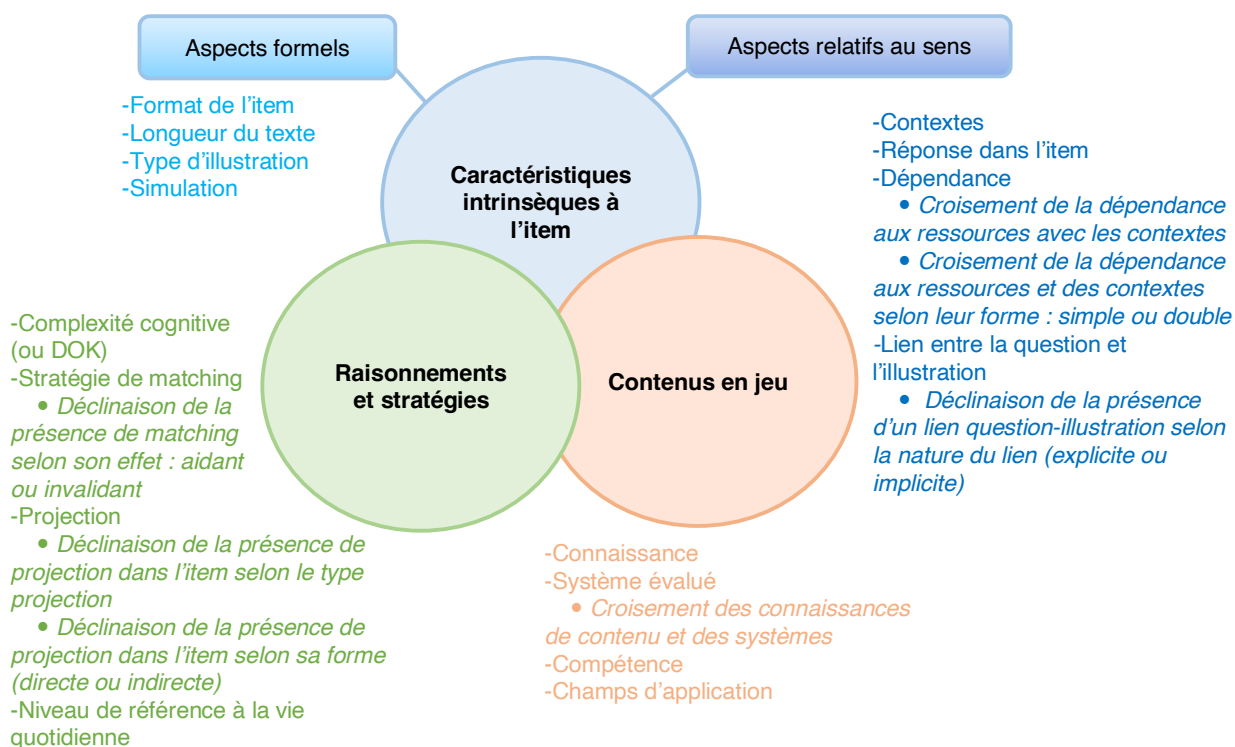 Aspects formels
Aspects relatifs au sens
-Format de l'item
-Longueur du texte
-Type d'illustration
-Simulation
Caractéristiques
intrinsèques à
l'item
-Contextes
-Réponse dans l'item
-Dépendance
• Croisement de la dépendance
aux ressources avec les contextes
• Croisement de la dépendance
aux ressources et des contextes
selon leur forme : simple ou double
-Lien entre la question et
l'illustration
• Déclinaison de la présence
d'un lien question-illustration selon
la nature du lien (explicite ou
implicite)
Raisonnements
et stratégies
Contenus en jeu
-Complexité cognitive
(ou DOK)
-Stratégie de matching
• Déclinaison de la
présence de matching
selon son effet : aidant
ou invalidant
-Projection
• Déclinaison de la présence de
projection dans l'item selon le type
projection
• Déclinaison de la présence de
projection dans l'item selon sa forme
(directe ou indirecte)
-Niveau de référence à la vie
quotidienne
-Connaissance
-Système évalué
• Croisement des connaissances
de contenu et des systèmes
-Compétence
-Champs d'application